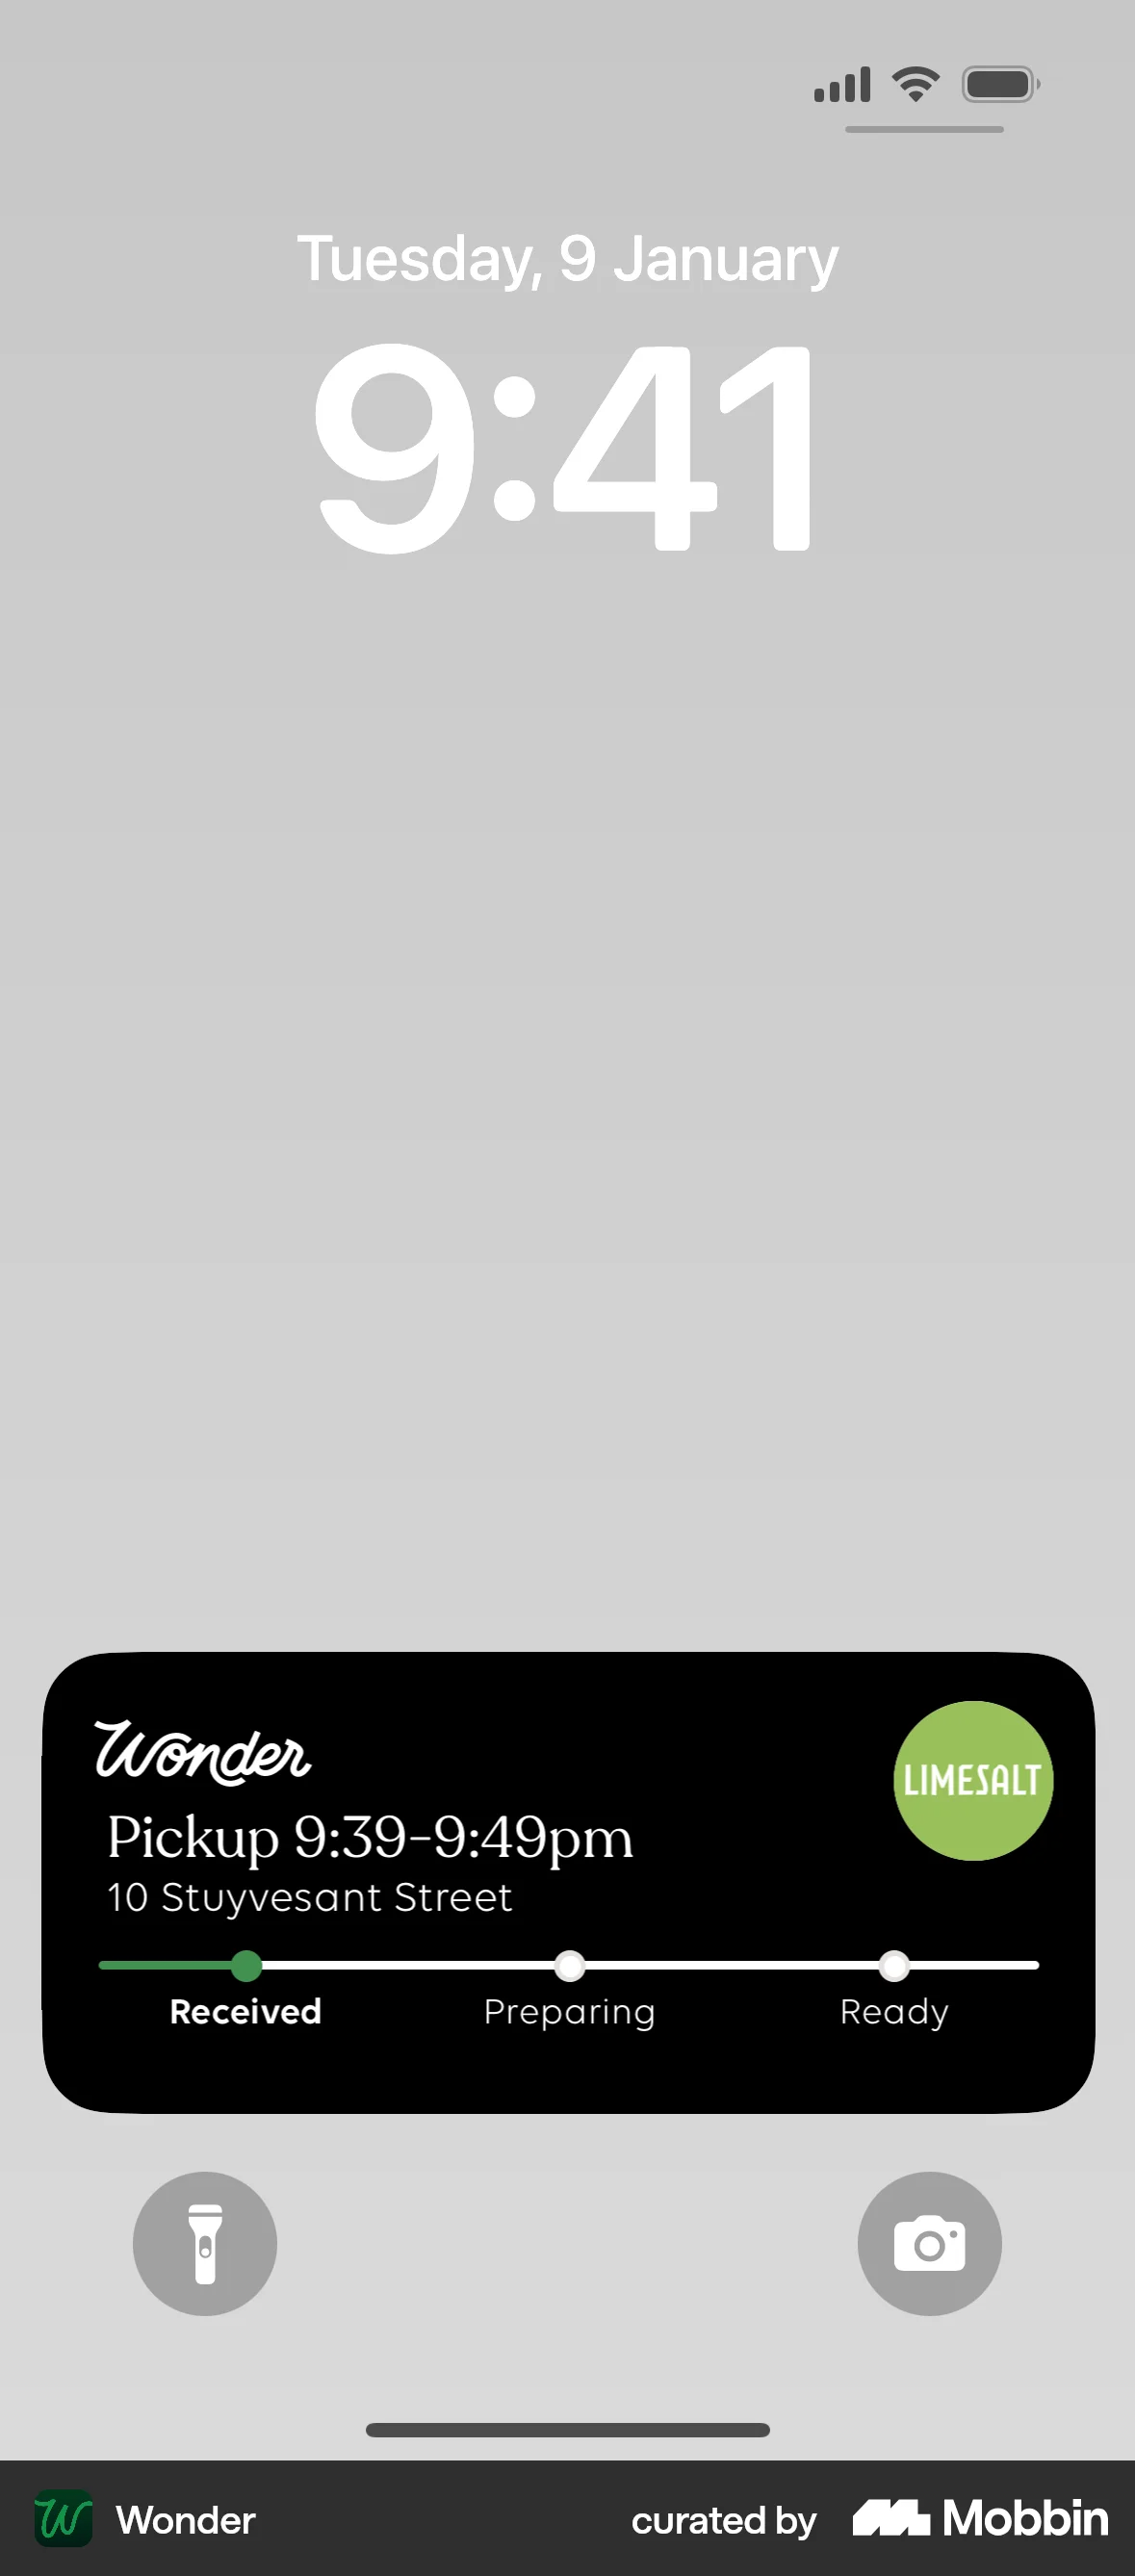 Tuesday, 9 January
9:41
Wonder
LIMESALT
Pickup 9:39–9:49pm
10 Stuyvesant Street
Received Preparing Ready
W Wonder curated by Mobbin